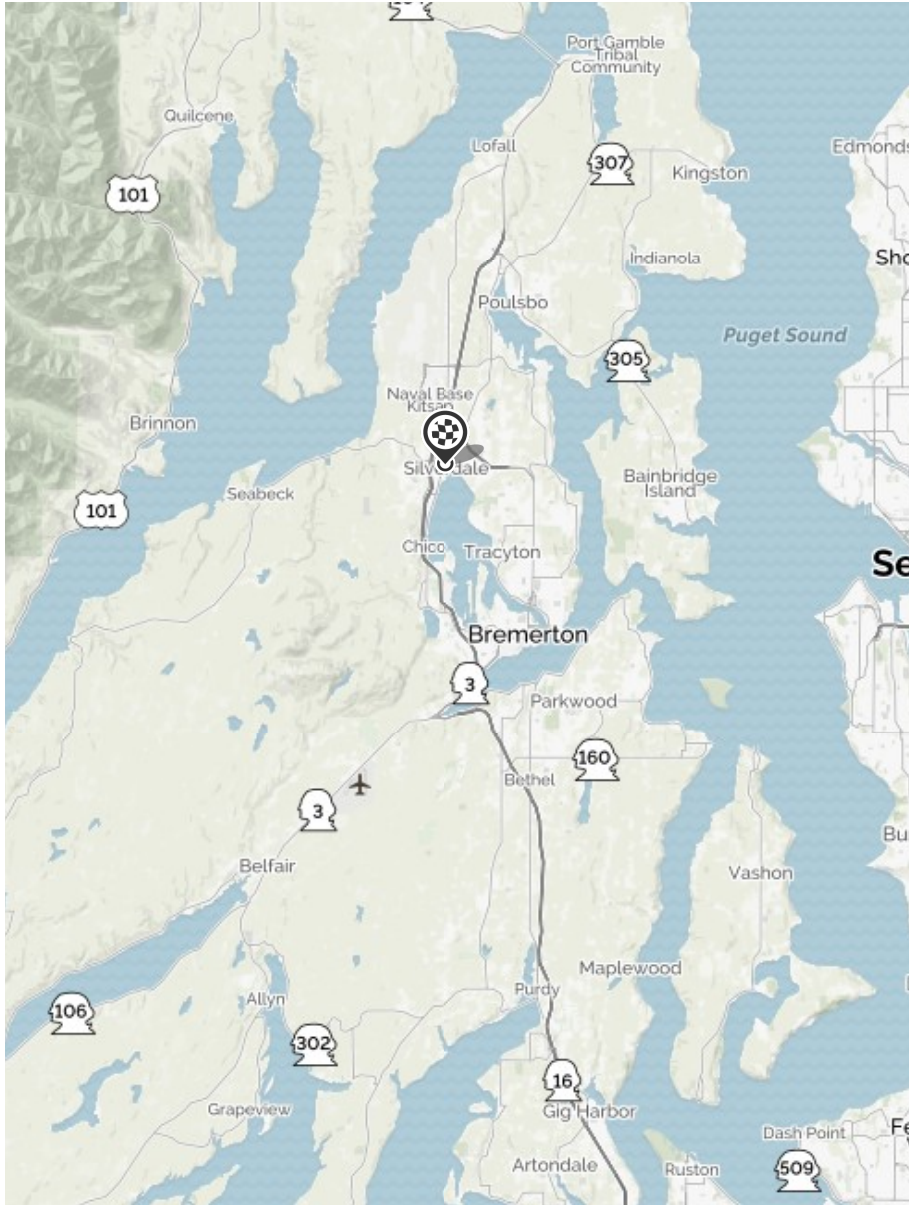 Port Gamble
Tribal
Community
Quilcene
Lofall
Edmonds
307
Kingston
101
Indianola
Sho
Poulsbo
Puget Sound
305
Naval Base
Kitsap
Brinnon
Silverdale
Bainbridge
Island
Seabeck
101
Chico
Tracyton
Se
Bremerton
3
Parkwood
160
Bethel
3
Bu
Belfair
Vashon
Maplewood
Purdy
Allyn
106
302
16
Grapeview
Gig Harbor
Dash Point
Fe
Artondale
Ruston
509